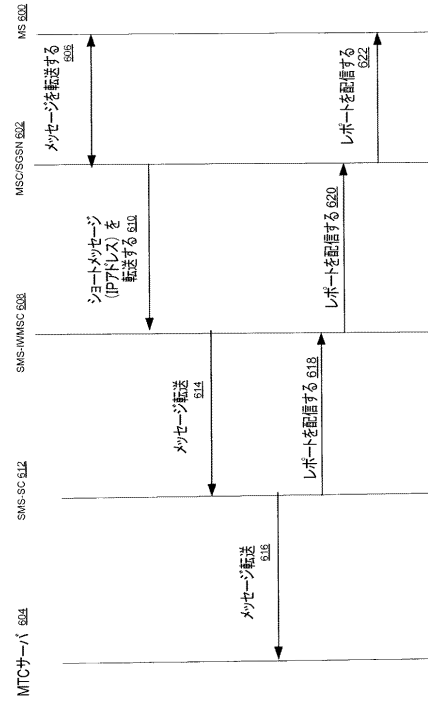 MTCサーバ 604
SMS-SC 612
SMS-IWMSC 608
MSC/SGSN 602
MS 600
メッセージを転送する
606
ショートメッセージ
(IPアドレス) を
転送する 610
メッセージ転送
614
メッセージ転送
616
レポートを配信する 618
レポートを配信する 620
レポートを配信する
622